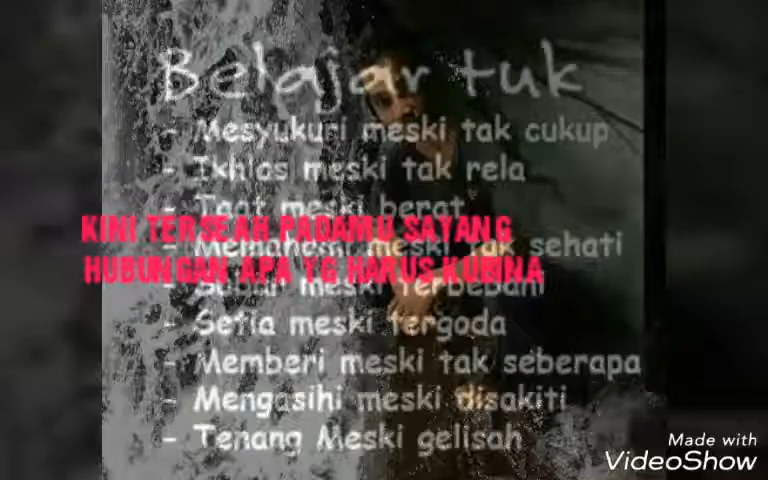 Belajar tuk
- Mesyukuri meski tak cukup
- Ikhlas meski tak rela
- Taat meski berat
KINI TERSEAH PADAMU SAYANG
- Memahami meski tak sehati
HUBUNGAN APA YG HARUS KUBINA
- Sabar meski terbebani
- Setia meski tergoda
- Memberi meski tak seberapa
- Mengasihi meski disakiti
- Tenang Meski gelisah
Made with
VideoShow